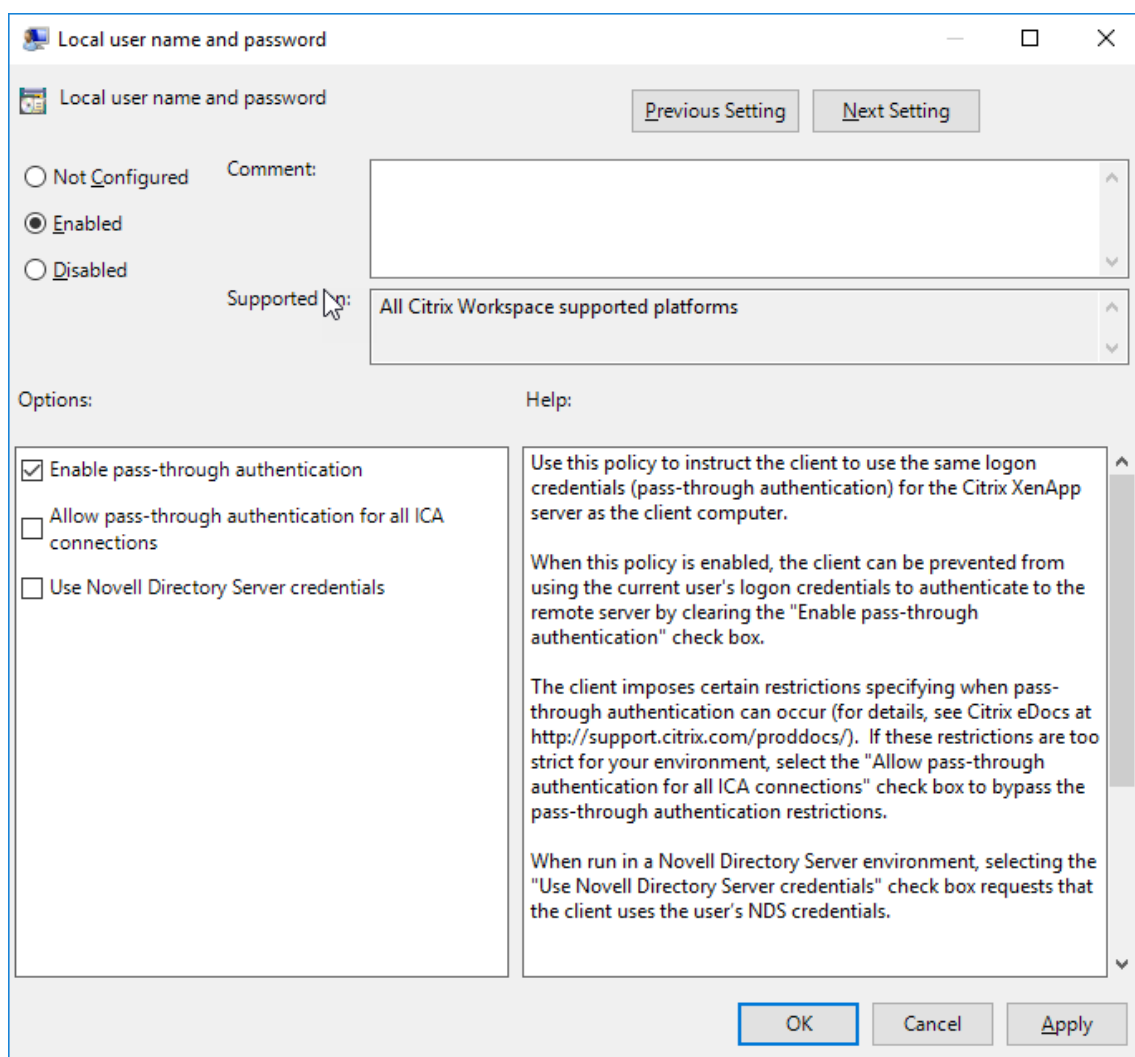 Local user name and password
Local user name and password
Previous Setting
Next Setting
Not Configured
Comment:
Enabled
Disabled
Supported on:
All Citrix Workspace supported platforms
Options:
Help:
Enable pass-through authentication
Allow pass-through authentication for all ICA
connections
Use Novell Directory Server credentials
Use this policy to instruct the client to use the same logon
credentials (pass-through authentication) for the Citrix XenApp
server as the client computer.
When this policy is enabled, the client can be prevented from
using the current user's logon credentials to authenticate to the
remote server by clearing the "Enable pass-through
authentication" check box.
The client imposes certain restrictions specifying when pass-
through authentication can occur (for details, see Citrix eDocs at
http://support.citrix.com/proddocs/).  If these restrictions are too
strict for your environment, select the "Allow pass-through
authentication for all ICA connections" check box to bypass the
pass-through authentication restrictions.
When run in a Novell Directory Server environment, selecting the
"Use Novell Directory Server credentials" check box requests that
the client uses the user's NDS credentials.
OK
Cancel
Apply